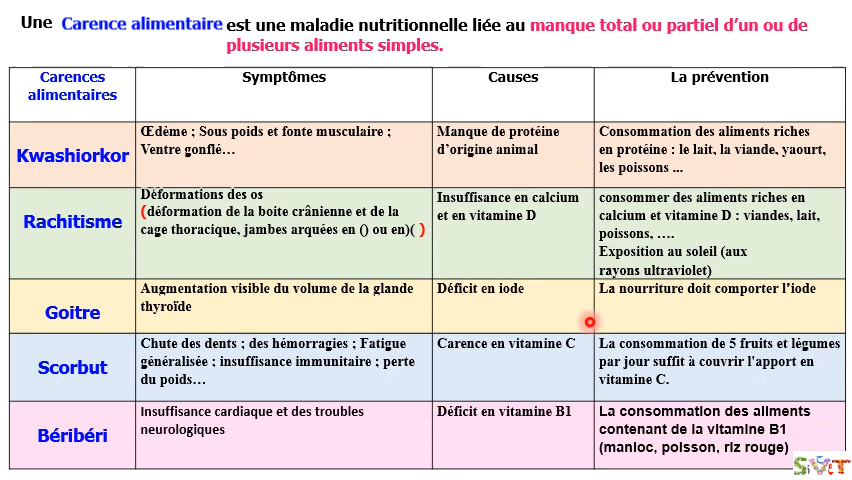 Une Carence alimentaire est une maladie nutritionnelle liée au manque total ou partiel d’un ou de
plusieurs aliments simples.
Carences
alimentaires
Symptômes
Causes
La prévention
Kwashiorkor
Œdème ; Sous poids et fonte musculaire ;
Ventre gonflé…
Manque de protéine
d’origine animal
Consommation des aliments riches
en protéine : le lait, la viande, yaourt,
les poissons ...
Rachitisme
Déformations des os
(déformation de la boite crânienne et de la
cage thoracique, jambes arquées en () ou en)( )
Insuffisance en calcium
et en vitamine D
consommer des aliments riches en
calcium et vitamine D : viandes, lait,
poissons, ….
Exposition au soleil (aux
rayons ultraviolet)
Goitre
Augmentation visible du volume de la glande
thyroïde
Déficit en iode
La nourriture doit comporter l’iode
Scorbut
Chute des dents ; des hémorragies ; Fatigue
généralisée ; insuffisance immunitaire ; perte
du poids…
Carence en vitamine C
La consommation de 5 fruits et légumes
par jour suffit à couvrir l'apport en
vitamine C.
Béribéri
Insuffisance cardiaque et des troubles
neurologiques
Déficit en vitamine B1
La consommation des aliments
contenant de la vitamine B1
(manioc, poisson, riz rouge)